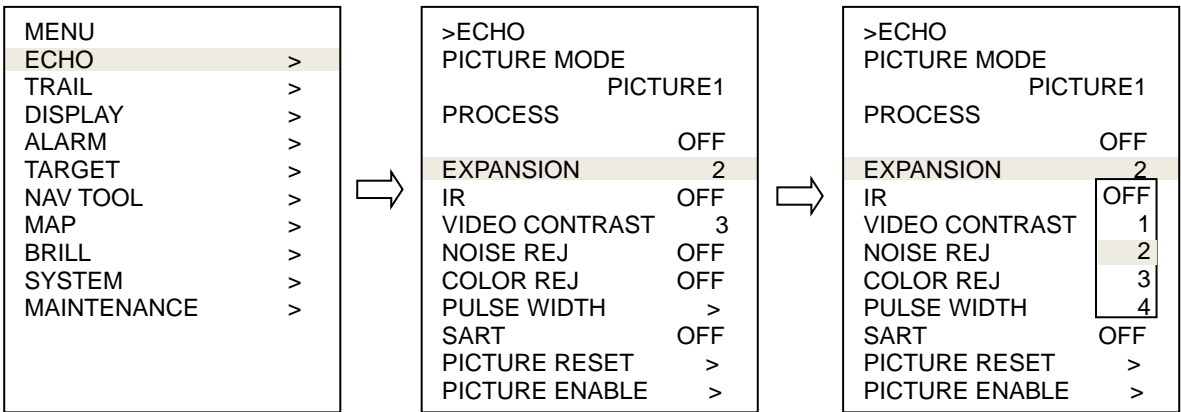 MENU
ECHO >
TRAIL >
DISPLAY >
ALARM >
TARGET >
NAV TOOL >
MAP >
BRILL >
SYSTEM >
MAINTENANCE >
>ECHO
PICTURE MODE
PICTURE1
PROCESS
OFF
EXPANSION 2
IR OFF
VIDEO CONTRAST 3
NOISE REJ OFF
COLOR REJ OFF
PULSE WIDTH >
SART OFF
PICTURE RESET >
PICTURE ENABLE >
>ECHO
PICTURE MODE
PICTURE1
PROCESS
OFF
EXPANSION 2
IR OFF
VIDEO CONTRAST 1
NOISE REJ 2
COLOR REJ 3
PULSE WIDTH 4
SART OFF
PICTURE RESET >
PICTURE ENABLE >